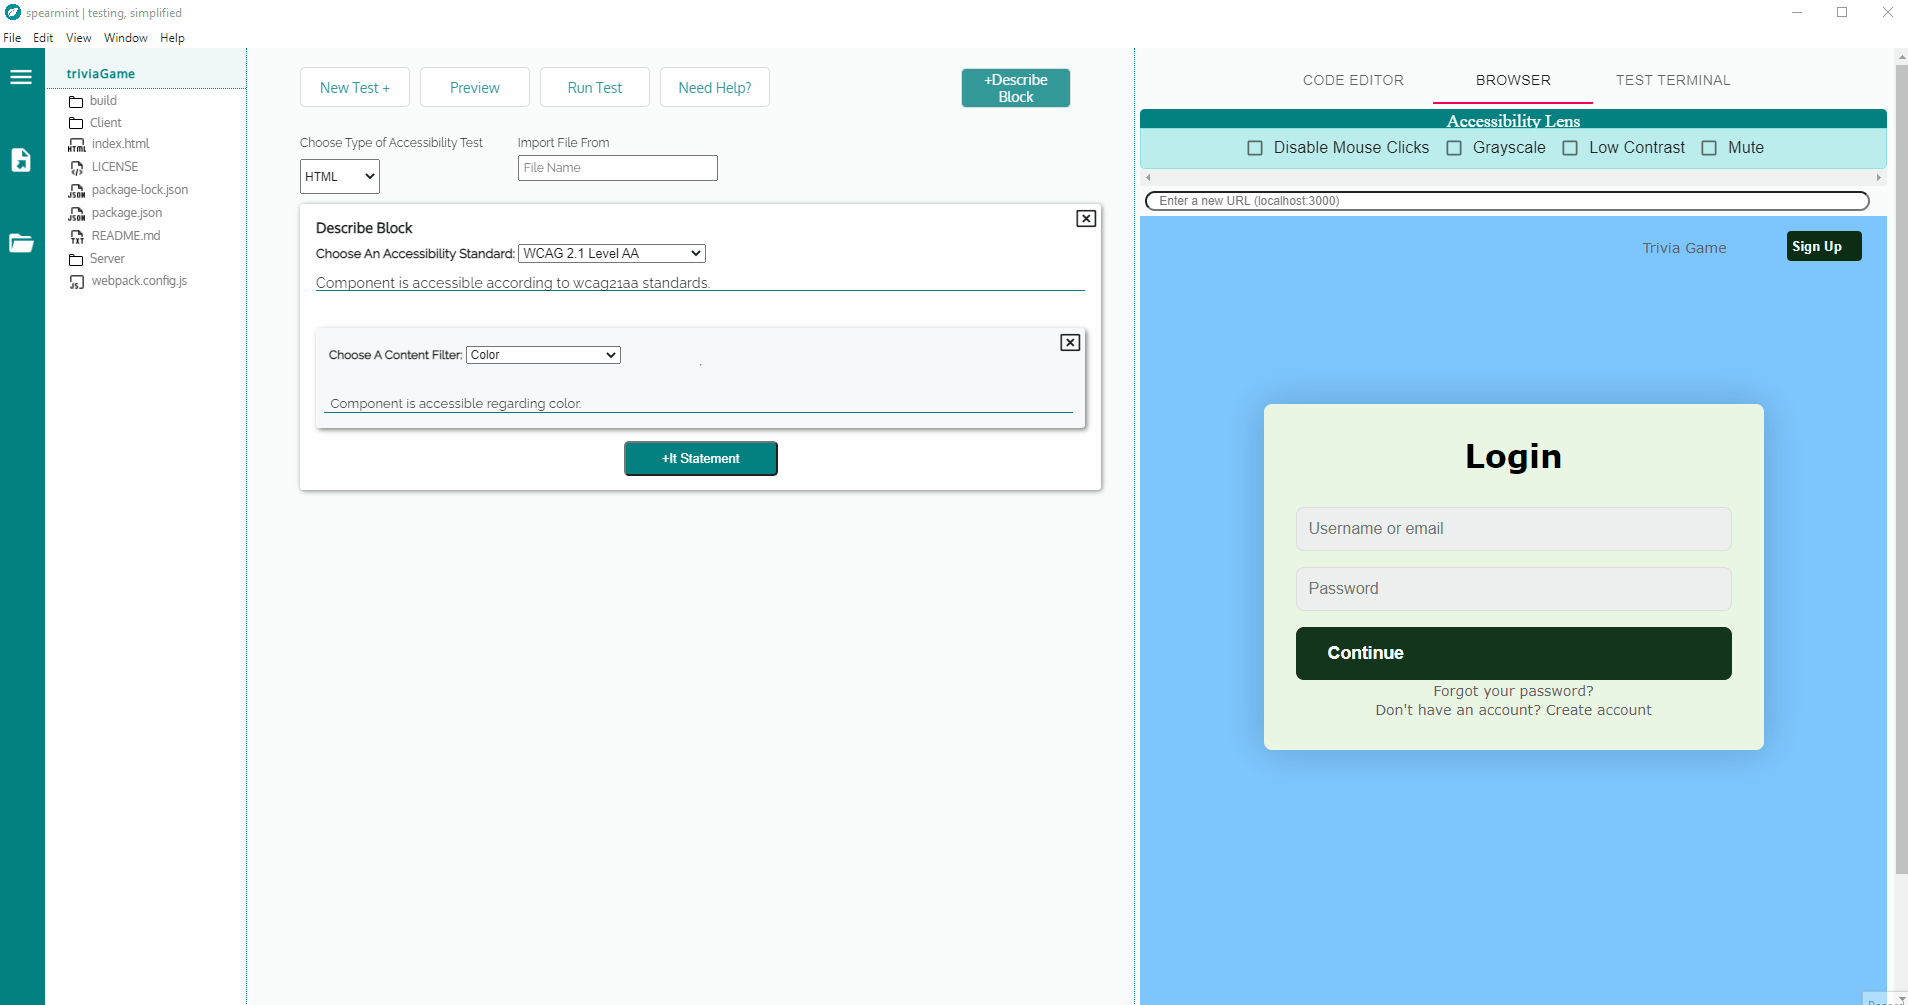 spearmint | testing, simplified
File Edit View Window Help
triviaGame
build
Client
index.html
LICENSE
package-lock.json
package.json
README.md
Server
webpack.config.js
New Test +
Preview
Run Test
Need Help?
+Describe
Block
Choose Type of Accessibility Test
HTML
Import File From
File Name
Describe Block
Choose An Accessibility Standard: WCAG 2.1 Level AA
Component is accessible according to wcag21aa standards.
Choose A Content Filter: Color
Component is accessible regarding color.
+It Statement
CODE EDITOR
BROWSER
TEST TERMINAL
Accessibility Lens
Disable Mouse Clicks
Grayscale
Low Contrast
Mute
Enter a new URL (localhost:3000)
Trivia Game
Sign Up
Login
Username or email
Password
Continue
Forgot your password?
Don't have an account? Create account